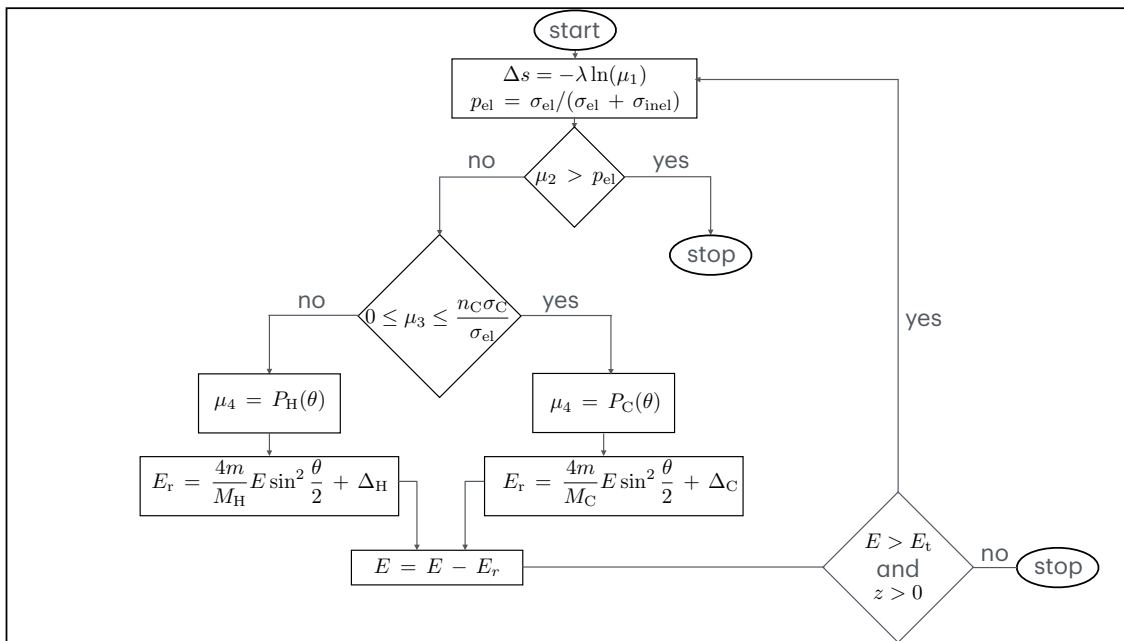 start
Δs = −λ ln(μ₁)
p_el = σ_el/(σ_el + σ_inel)
no
yes
μ₂ > p_el
stop
no
0 ≤ μ₃ ≤ n_Cσ_C/σ_el
yes
yes
μ₄ = P_H(θ)
μ₄ = P_C(θ)
E_r = 4m/M_H E sin² θ/2 + Δ_H
E_r = 4m/M_C E sin² θ/2 + Δ_C
E = E − E_r
E > E_t
and
z > 0
no
stop